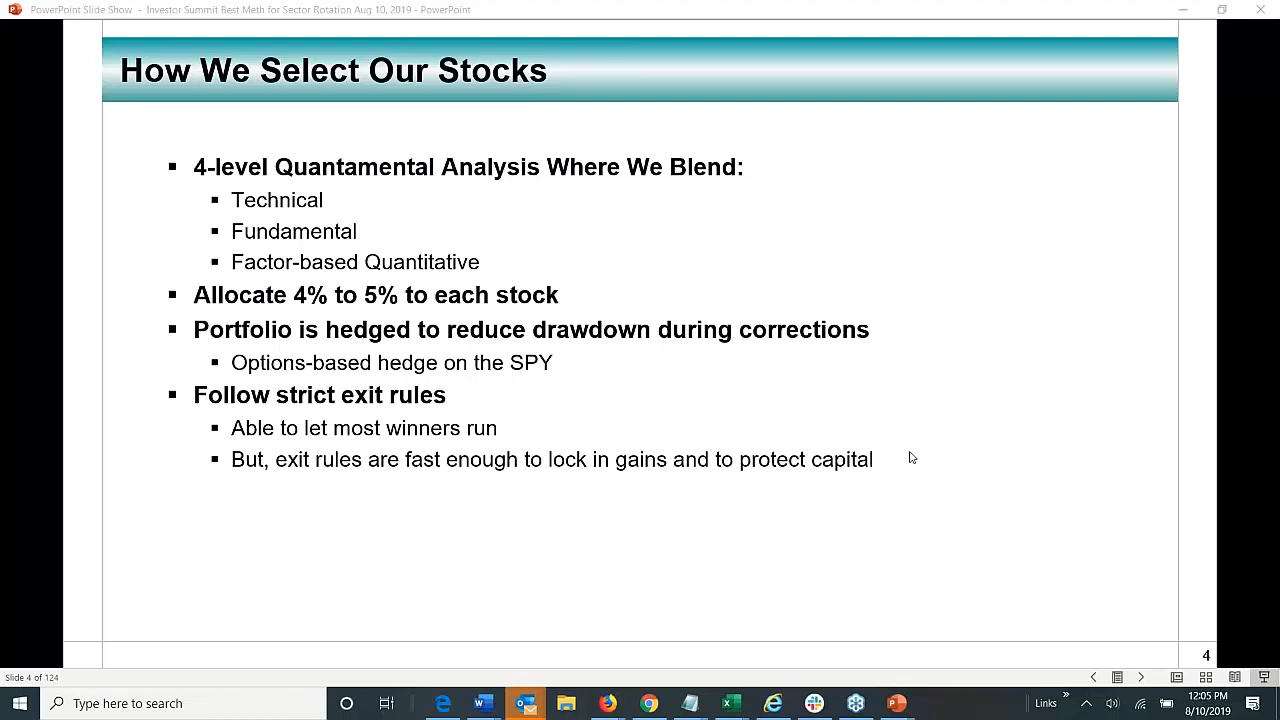 PowerPoint Slide Show - Investor Summit Best Meth for Sector Rotation Aug 10, 2019 - PowerPoint
How We Select Our Stocks
▪ 4-level Quantamental Analysis Where We Blend:
▪ Technical
▪ Fundamental
▪ Factor-based Quantitative
▪ Allocate 4% to 5% to each stock
▪ Portfolio is hedged to reduce drawdown during corrections
▪ Options-based hedge on the SPY
▪ Follow strict exit rules
▪ Able to let most winners run
▪ But, exit rules are fast enough to lock in gains and to protect capital
4
Slide 4 of 124
Type here to search
Links
12:05 PM
8/10/2019